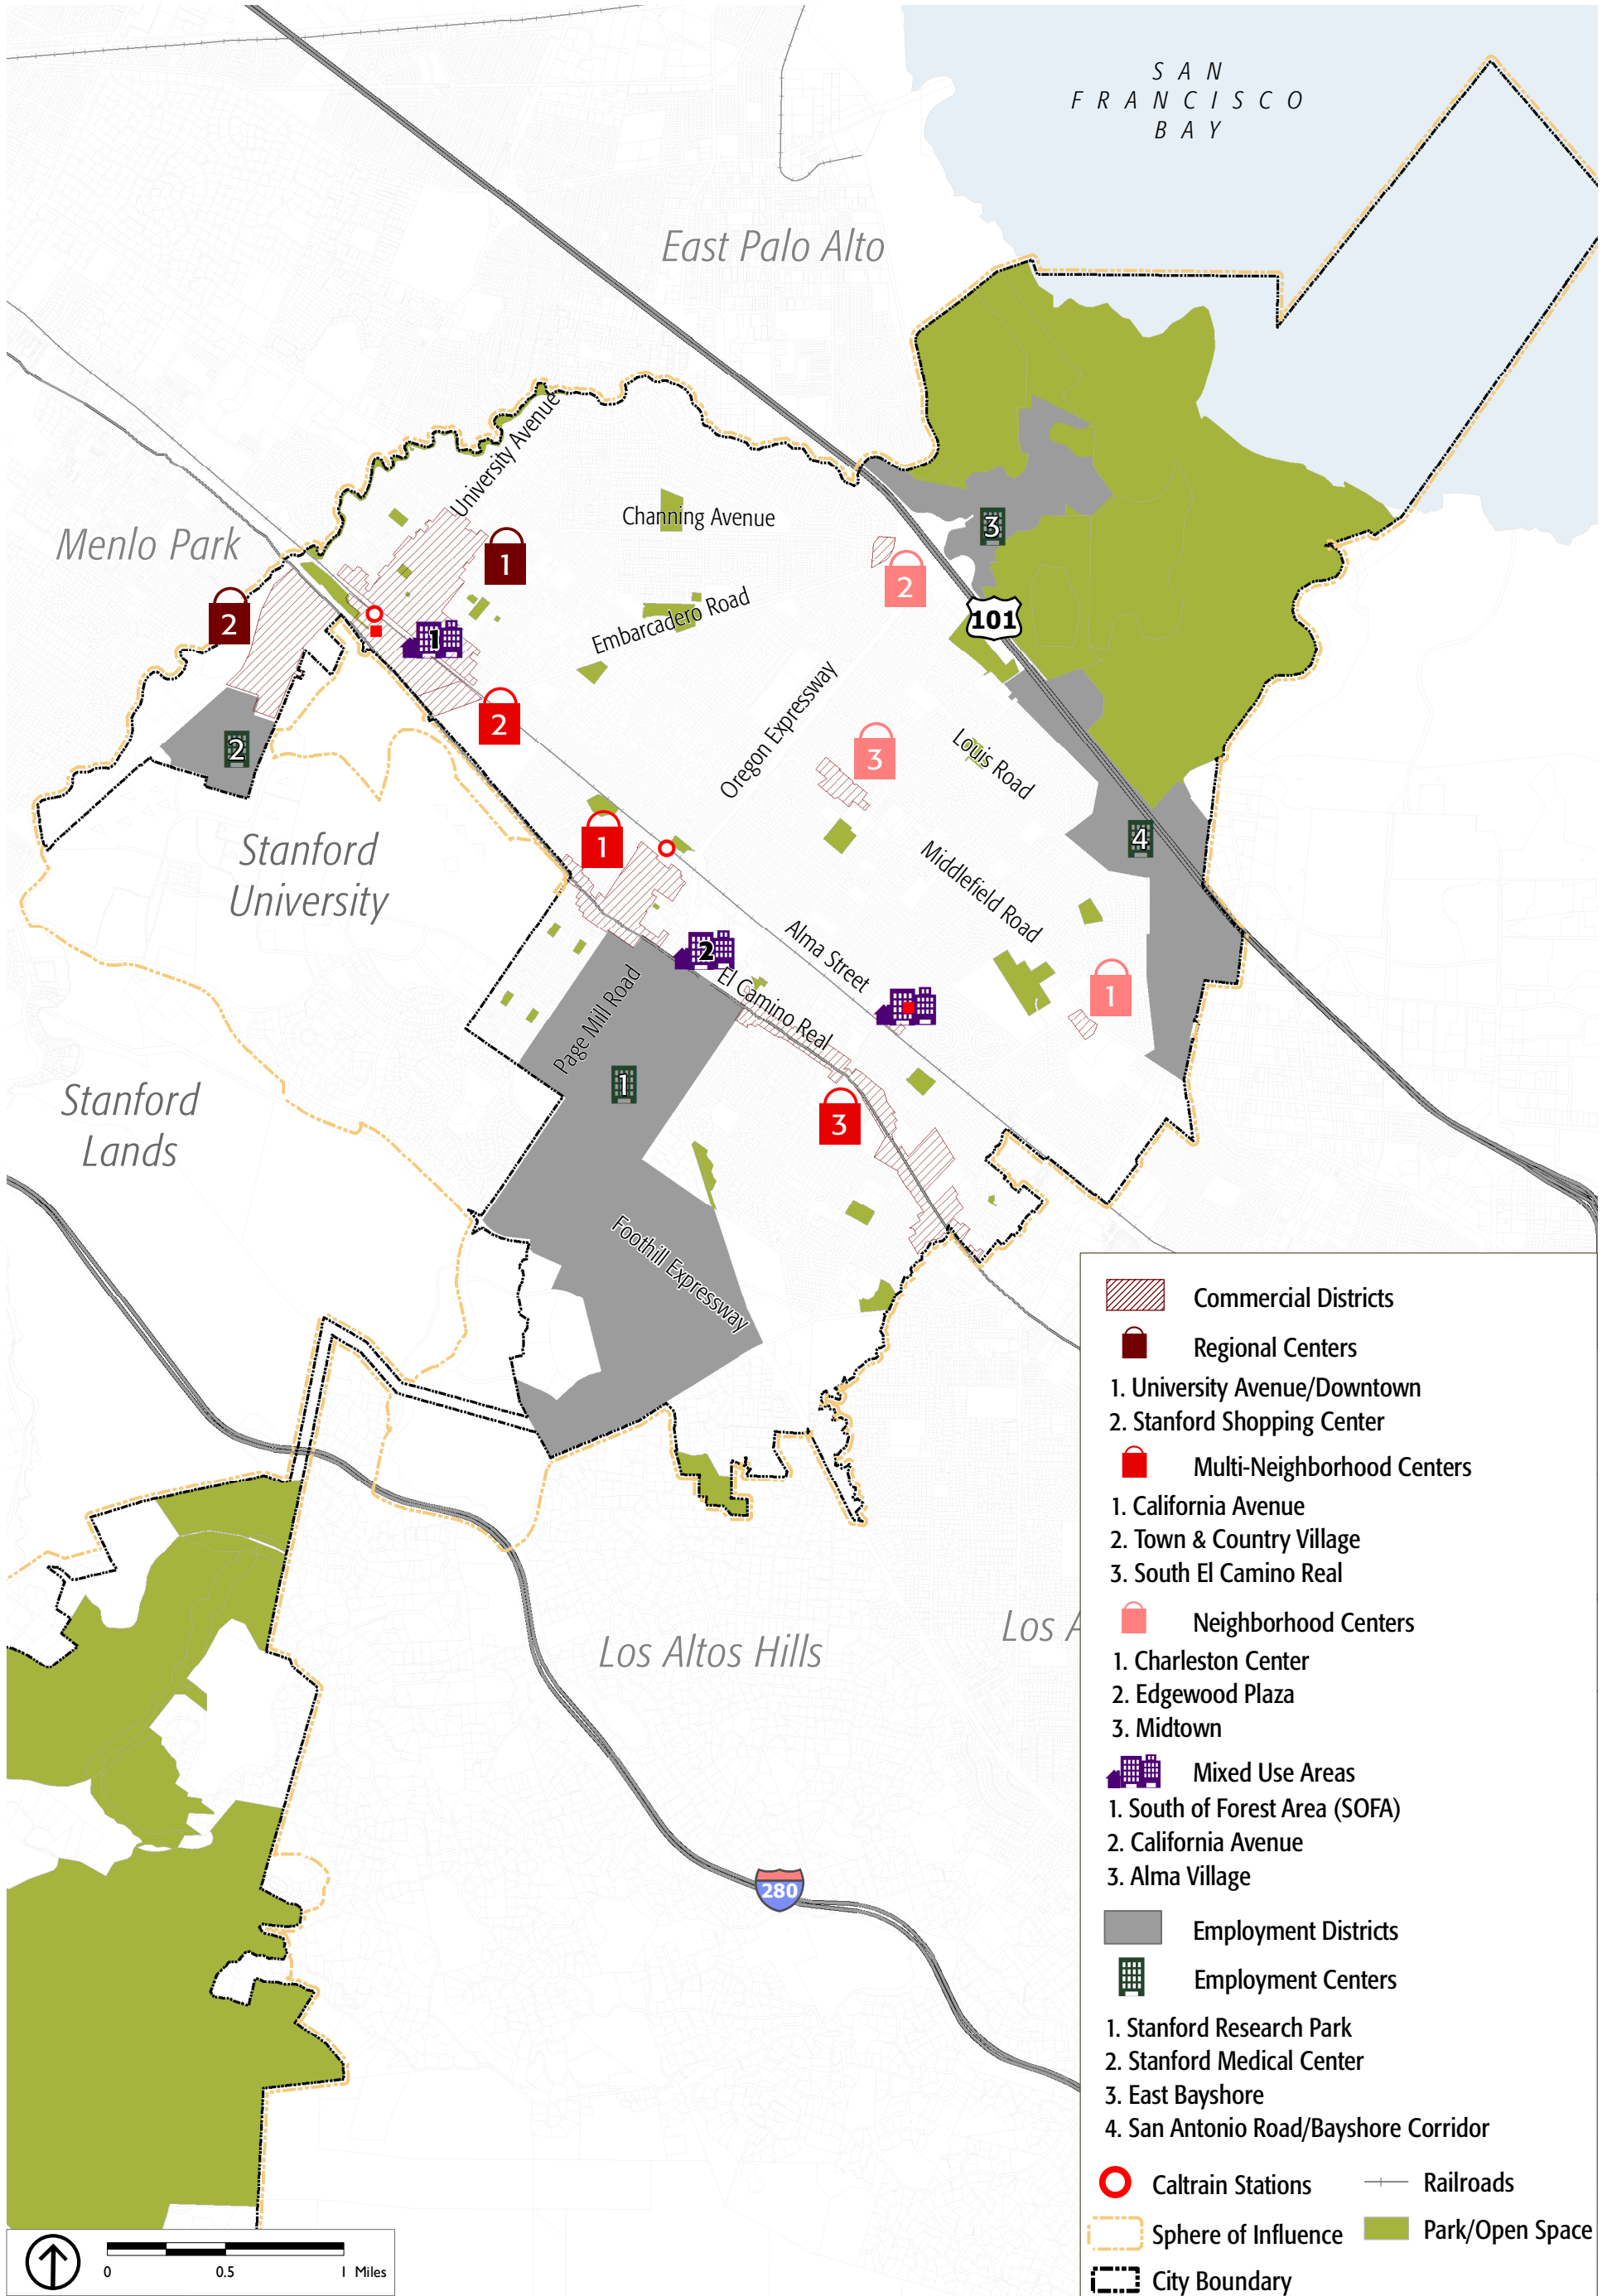 SAN
FRANCISCO
BAY
East Palo Alto
University Avenue
Menlo Park
Channing Avenue
1
3
2
2
101
Embarcadero Road
1
2
Oregon Expressway
3
Louis Road
2
Stanford
University
1
4
Middlefield Road
Alma Street
2
El Camino Real
1
Page Mill Road
1
Stanford
Lands
3
Foothill Expressway
Los Altos Hills
Los A
280
Commercial Districts
Regional Centers
1. University Avenue/Downtown
2. Stanford Shopping Center
Multi-Neighborhood Centers
1. California Avenue
2. Town & Country Village
3. South El Camino Real
Neighborhood Centers
1. Charleston Center
2. Edgewood Plaza
3. Midtown
Mixed Use Areas
1. South of Forest Area (SOFA)
2. California Avenue
3. Alma Village
Employment Districts
Employment Centers
1. Stanford Research Park
2. Stanford Medical Center
3. East Bayshore
4. San Antonio Road/Bayshore Corridor
Caltrain Stations
Railroads
Sphere of Influence
Park/Open Space
City Boundary
0 0.5 1 Miles